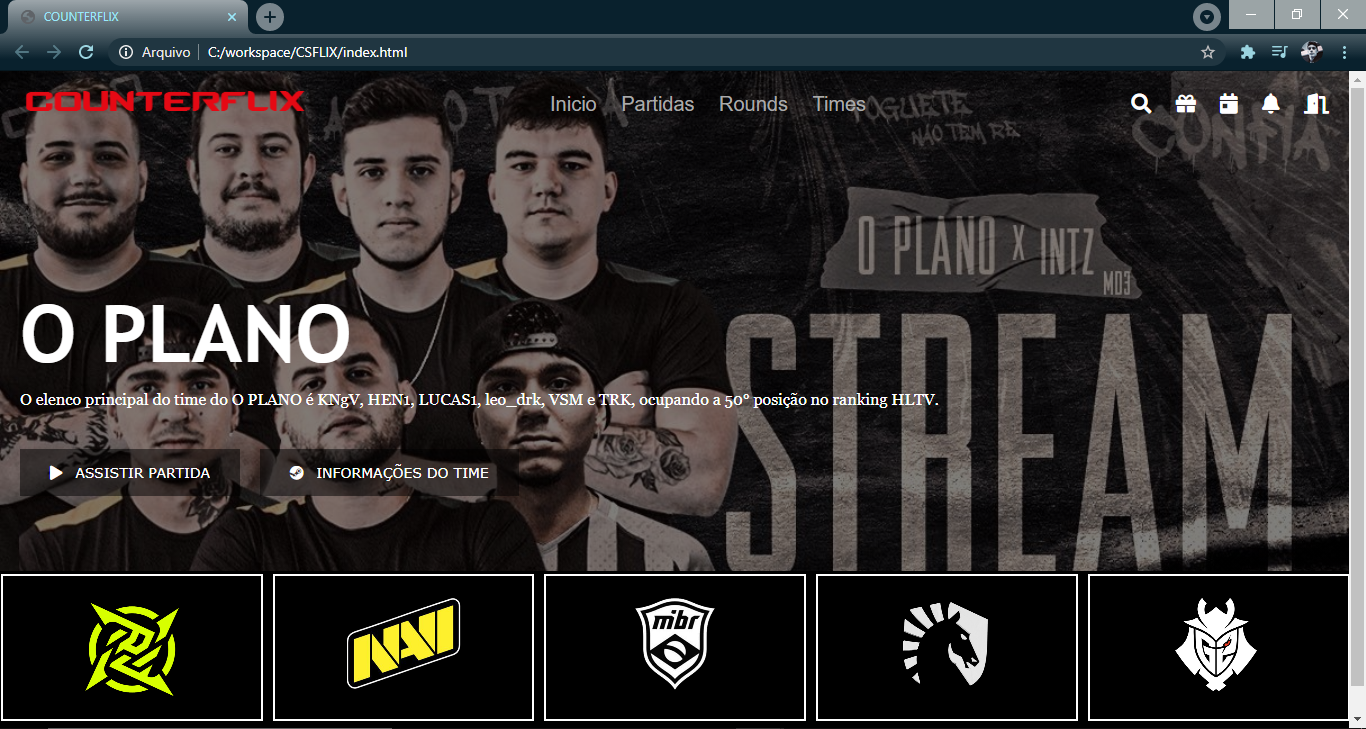 COUNTERFLIX
Arquivo
C:/workspace/CSFLIX/index.html
COUNTERFLIX
Inicio Partidas Rounds Times
FOGUETE
NÃO TEM RÉ
CONFIA
O PLANO X INTZ
MD3
STREAM
O PLANO
O elenco principal do time do O PLANO é KNgV, HEN1, LUCAS1, leo_drk, VSM e TRK, ocupando a 50° posição no ranking HLTV.
ASSISTIR PARTIDA
INFORMAÇÕES DO TIME
NAVI
mibr